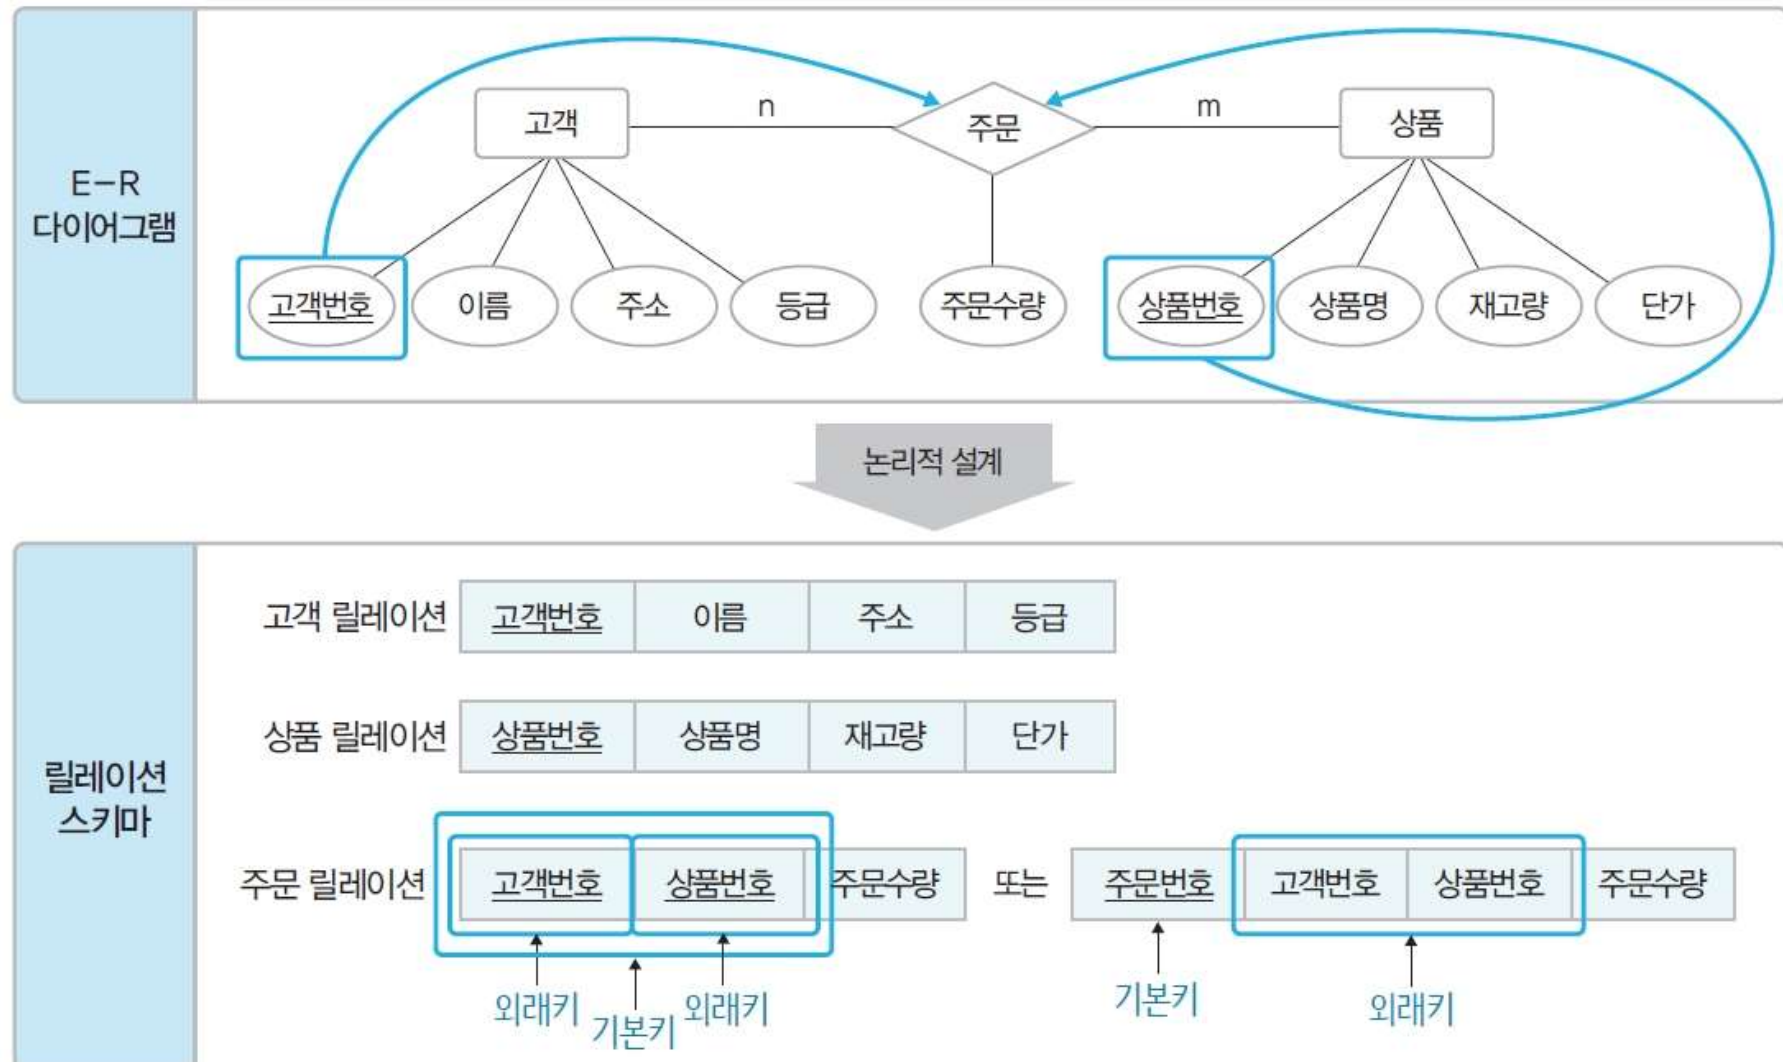 E-R
다이어그램
n
m
고객
주문
상품
고객번호
이름
주소
등급
주문수량
상품번호
상품명
재고량
단가
논리적 설계
릴레이션
스키마
고객 릴레이션 고객번호 이름 주소 등급
상품 릴레이션 상품번호 상품명 재고량 단가
주문 릴레이션 고객번호 상품번호 주문수량 또는 주문번호 고객번호 상품번호 주문수량
외래키 기본키 외래키 기본키 외래키